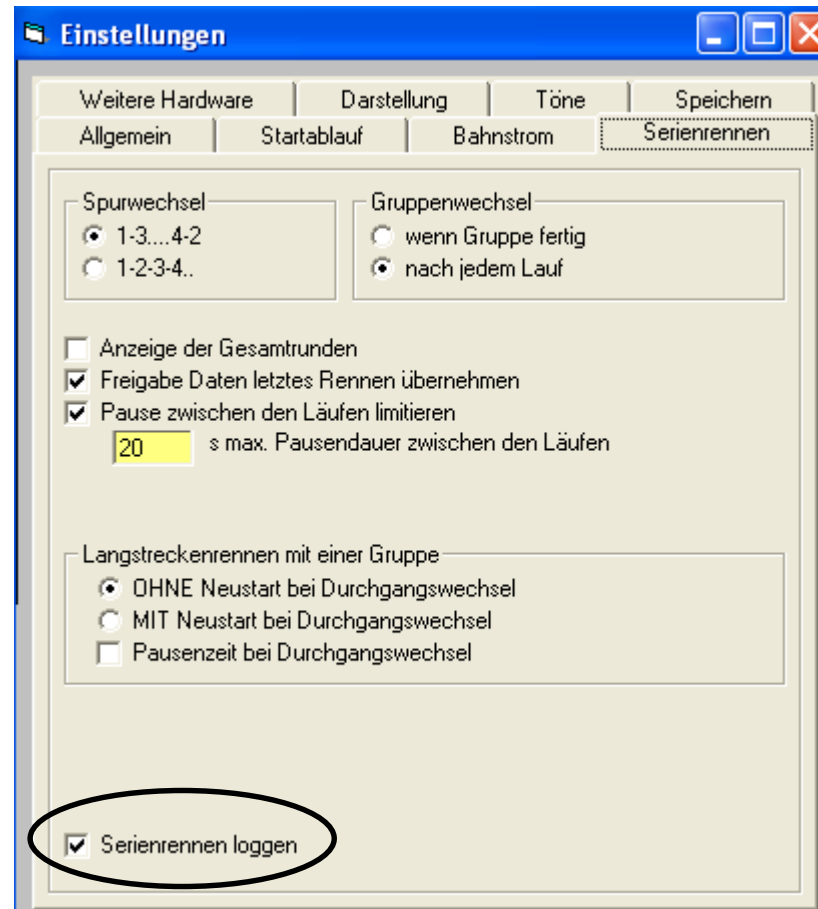 Einstellungen
Weitere Hardware Darstellung Töne Speichern
Allgemein Startablauf Bahnstrom Serienrennen
Spurwechsel Gruppenwechsel
1-3....4-2 wenn Gruppe fertig
1-2-3-4.. nach jedem Lauf
Anzeige der Gesamtrunden
Freigabe Daten letztes Rennen übernehmen
Pause zwischen den Läufen limitieren
20 s max. Pausendauer zwischen den Läufen
Langstreckenrennen mit einer Gruppe
OHNE Neustart bei Durchgangswechsel
MIT Neustart bei Durchgangswechsel
Pausenzeit bei Durchgangswechsel
Serienrennen loggen